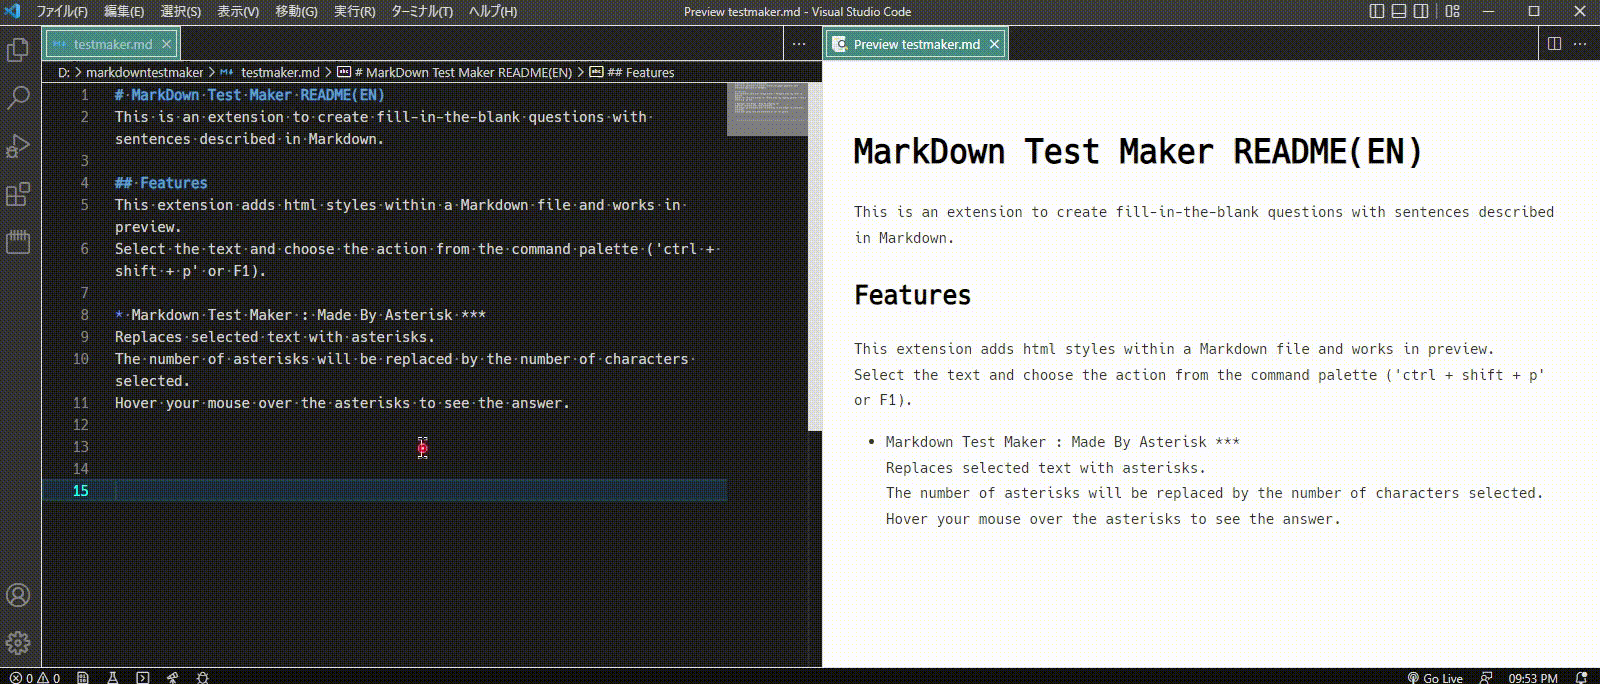 ファイル(F) 編集(E) 選択(S) 表示(V) 移動(G) 実行(R) ターミナル(T) ヘルプ(H) Preview testmaker.md - Visual Studio Code
testmaker.md
Preview testmaker.md
D: > markdowntestmaker > testmaker.md > # MarkDown Test Maker README(EN) > ## Features
1 # MarkDown Test Maker README(EN)
2 This is an extension to create fill-in-the-blank questions with
sentences described in Markdown.
3
4 ## Features
5 This extension adds html styles within a Markdown file and works in
preview.
6 Select the text and choose the action from the command palette ('ctrl +
shift + p' or F1).
7
8 * Markdown Test Maker : Made By Asterisk ***
9 Replaces selected text with asterisks.
10 The number of asterisks will be replaced by the number of characters
selected.
11 Hover your mouse over the asterisks to see the answer.
12
13
14
15
MarkDown Test Maker README(EN)
This is an extension to create fill-in-the-blank questions with sentences described
in Markdown.
Features
This extension adds html styles within a Markdown file and works in preview.
Select the text and choose the action from the command palette ('ctrl + shift + p'
or F1).
• Markdown Test Maker : Made By Asterisk ***
Replaces selected text with asterisks.
The number of asterisks will be replaced by the number of characters selected.
Hover your mouse over the asterisks to see the answer.
0 0 Go Live 09:53 PM